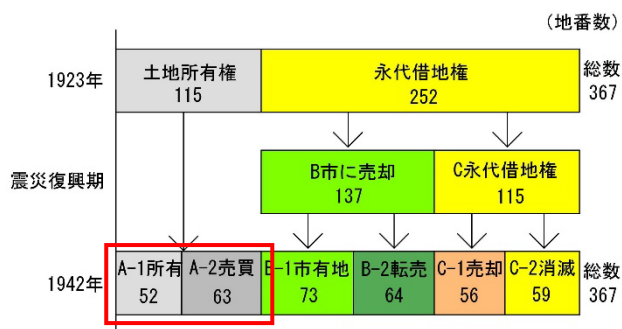 (地番数)
1923年
土地所有権
115
永代借地権
252
総数
367
震災復興期
B市に売却
137
C永代借地権
115
1942年
A-1所有
52
A-2売買
63
B-1市有地
73
B-2転売
64
C-1売却
56
C-2消滅
59
総数
367